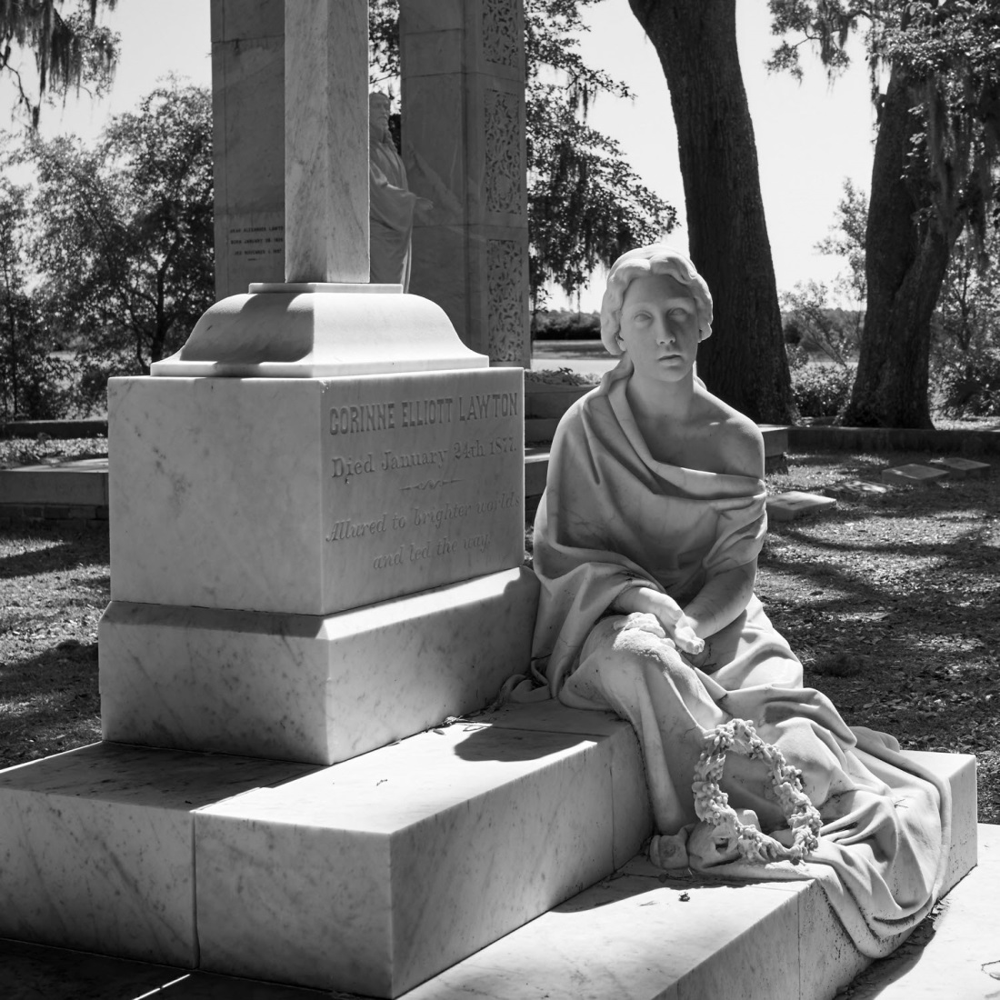 CORINNE ELLIOTT LAWTON
Died January 24th 1877.
Allured to brighter worlds
and led the way.